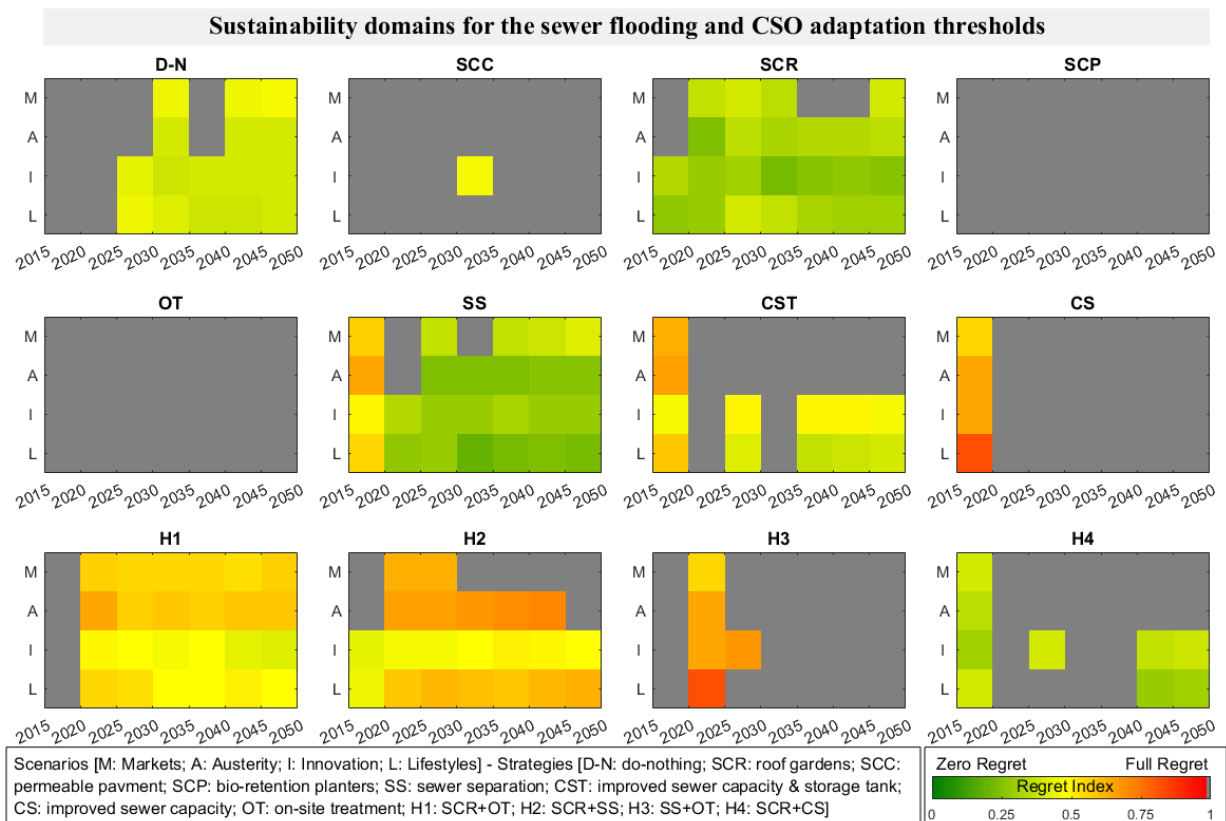 Sustainability domains for the sewer flooding and CSO adaptation thresholds
D-N SCC SCR SCP
M M M M
A A A A
I I I I
L L L L
2015 2020 2025 2030 2035 2040 2045 2050 2015 2020 2025 2030 2035 2040 2045 2050 2015 2020 2025 2030 2035 2040 2045 2050 2015 2020 2025 2030 2035 2040 2045 2050
OT SS CST CS
M M M M
A A A A
I I I I
L L L L
2015 2020 2025 2030 2035 2040 2045 2050 2015 2020 2025 2030 2035 2040 2045 2050 2015 2020 2025 2030 2035 2040 2045 2050 2015 2020 2025 2030 2035 2040 2045 2050
H1 H2 H3 H4
M M M M
A A A A
I I I I
L L L L
2015 2020 2025 2030 2035 2040 2045 2050 2015 2020 2025 2030 2035 2040 2045 2050 2015 2020 2025 2030 2035 2040 2045 2050 2015 2020 2025 2030 2035 2040 2045 2050
Scenarios [M: Markets; A: Austerity; I: Innovation; L: Lifestyles] - Strategies [D-N: do-nothing; SCR: roof gardens; SCC:
permeable pavment; SCP: bio-retention planters; SS: sewer separation; CST: improved sewer capacity & storage tank;
CS: improved sewer capacity; OT: on-site treatment; H1: SCR+OT; H2: SCR+SS; H3: SS+OT; H4: SCR+CS]
Zero Regret Full Regret
Regret Index
0 0.25 0.5 0.75 1